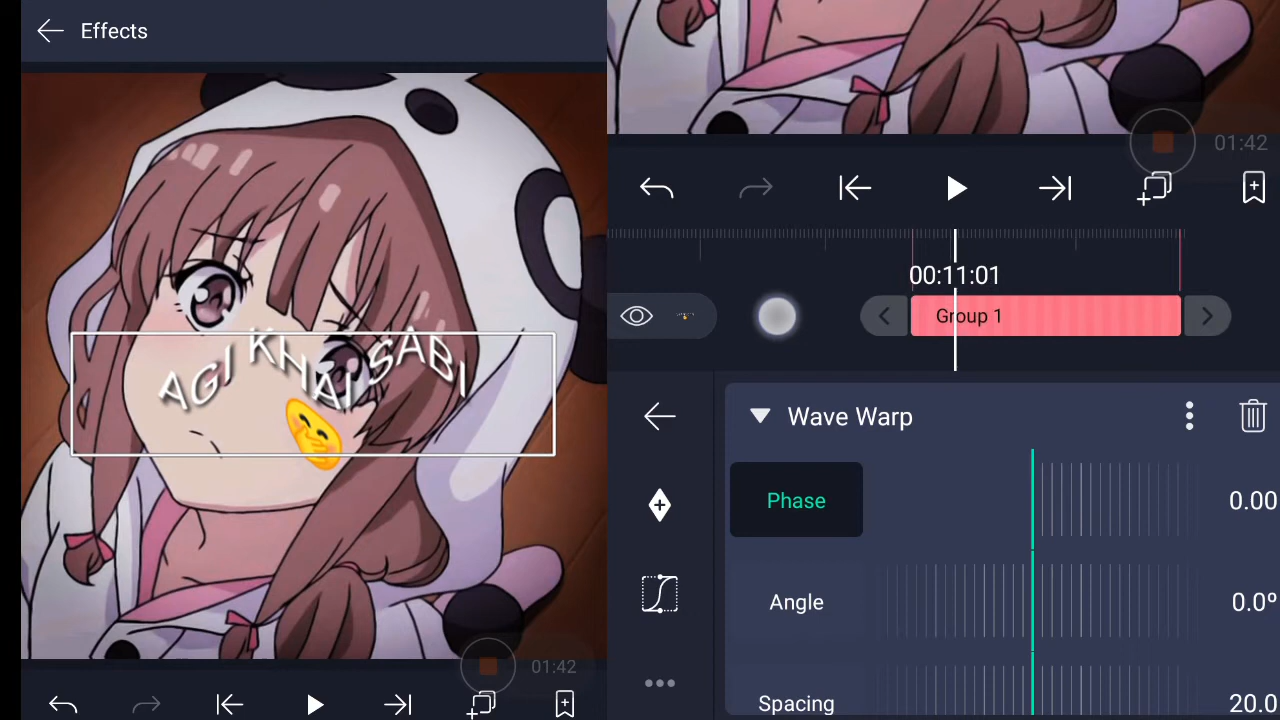 Effects
AGI KHAI SABI
01:42
01:42
00:11:01
Group 1
Wave Warp
Phase
0.00
Angle
0.0º
Spacing
20.0